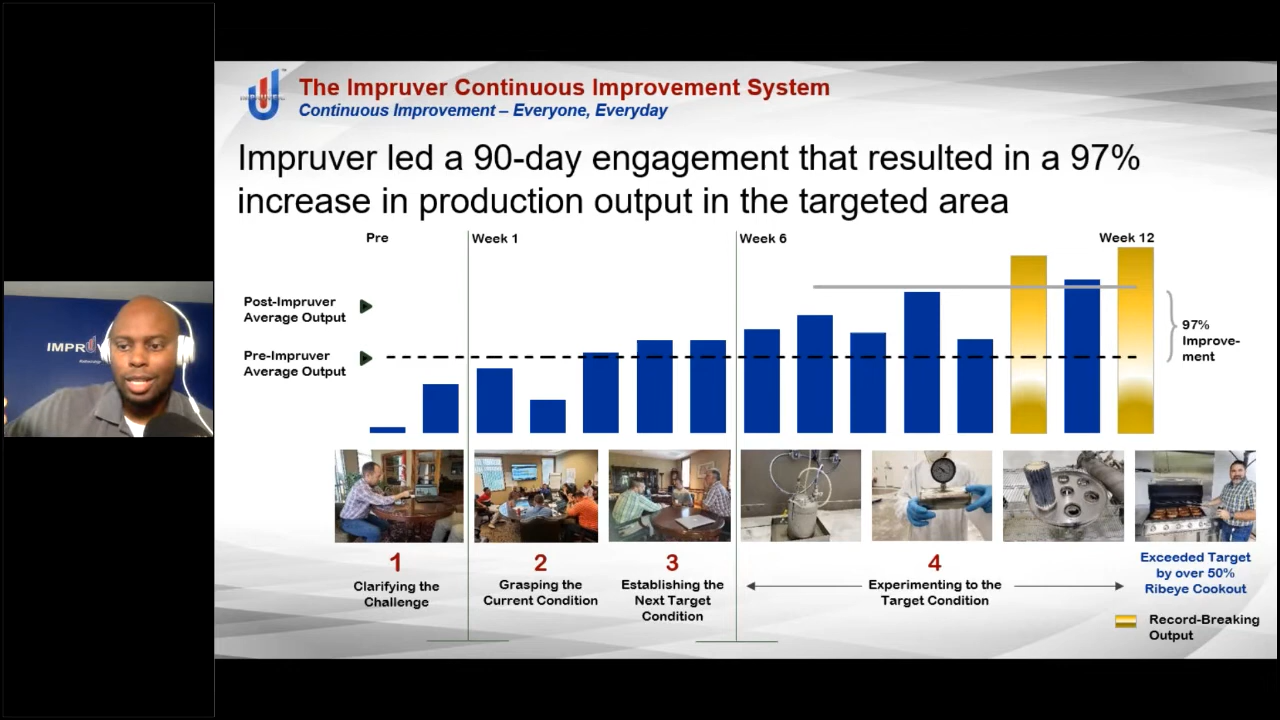 The Impruver Continuous Improvement System
Continuous Improvement – Everyone, Everyday
Impruver led a 90-day engagement that resulted in a 97%
increase in production output in the targeted area
Pre
Week 1
Week 6
Week 12
Post-Impruver
Average Output
Pre-Impruver
Average Output
97%
Improve-
ment
1
Clarifying the
Challenge
2
Grasping the
Current Condition
3
Establishing the
Next Target
Condition
4
Experimenting to the
Target Condition
Exceeded Target
by over 50%
Ribeye Cookout
Record-Breaking
Output